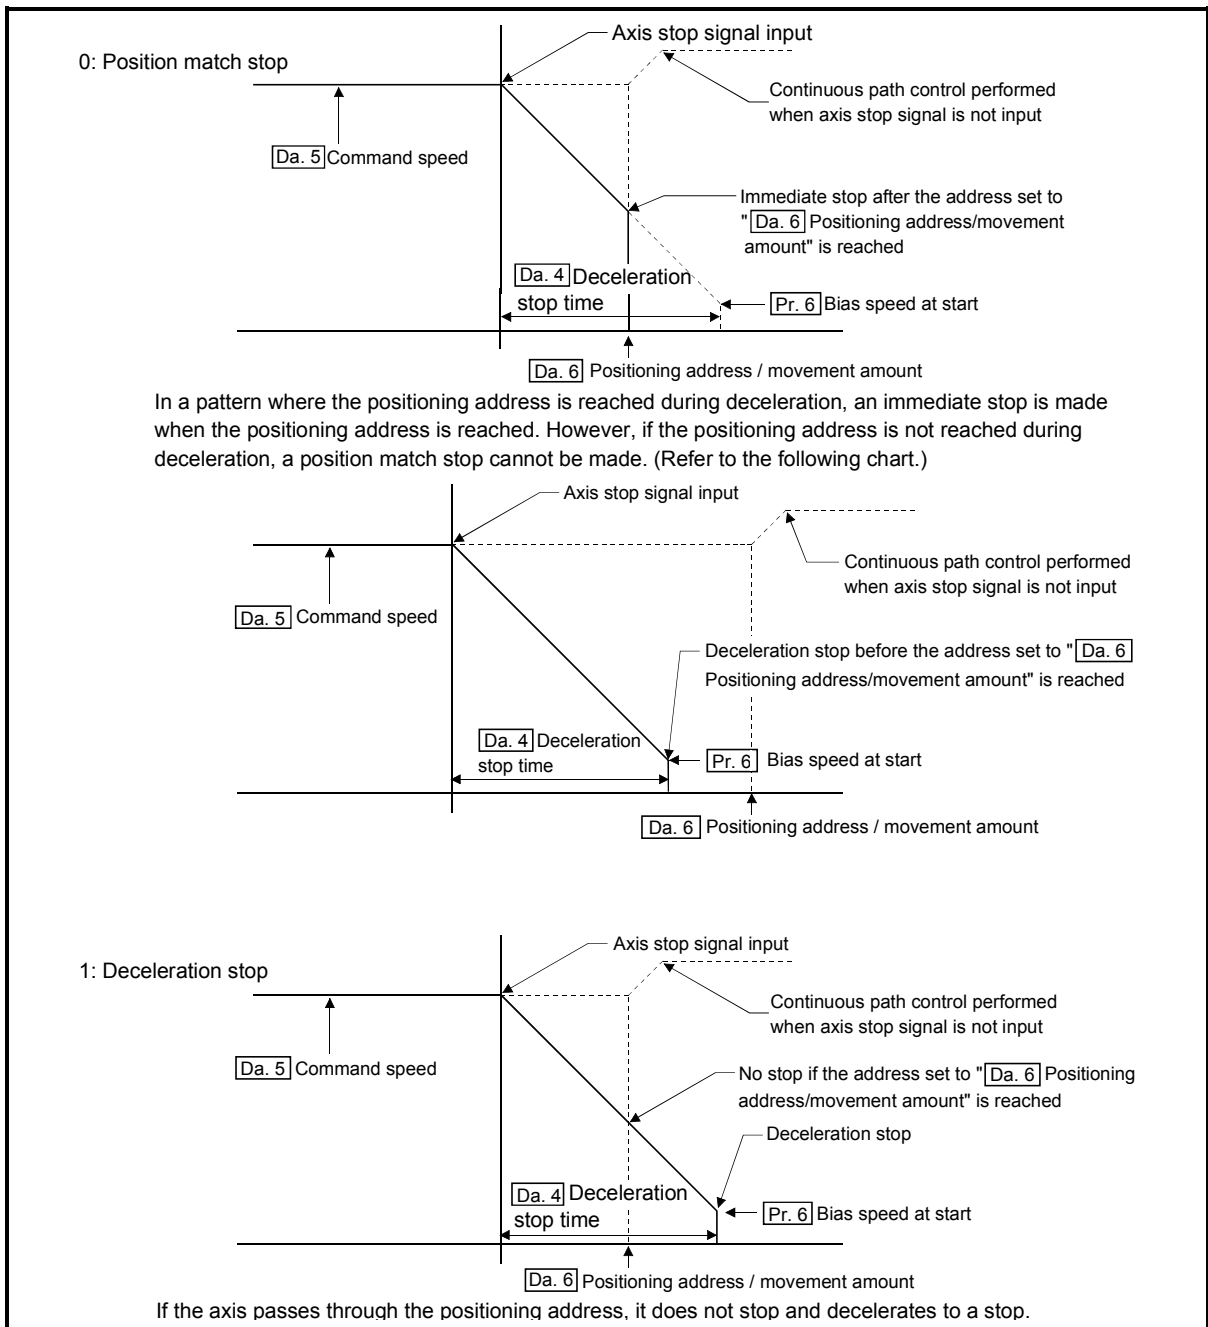 Axis stop signal input
0: Position match stop
Continuous path control performed
when axis stop signal is not input
Da. 5 Command speed
Immediate stop after the address set to
"Da. 6 Positioning address/movement
amount" is reached
Da. 4 Deceleration
stop time
Pr. 6 Bias speed at start
Da. 6 Positioning address / movement amount
In a pattern where the positioning address is reached during deceleration, an immediate stop is made
when the positioning address is reached. However, if the positioning address is not reached during
deceleration, a position match stop cannot be made. (Refer to the following chart.)
Axis stop signal input
Continuous path control performed
when axis stop signal is not input
Da. 5 Command speed
Deceleration stop before the address set to "Da. 6
Positioning address/movement amount" is reached
Da. 4 Deceleration
stop time
Pr. 6 Bias speed at start
Da. 6 Positioning address / movement amount
Axis stop signal input
1: Deceleration stop
Continuous path control performed
when axis stop signal is not input
Da. 5 Command speed
No stop if the address set to "Da. 6 Positioning
address/movement amount" is reached
Deceleration stop
Da. 4 Deceleration
stop time
Pr. 6 Bias speed at start
Da. 6 Positioning address / movement amount
If the axis passes through the positioning address, it does not stop and decelerates to a stop.